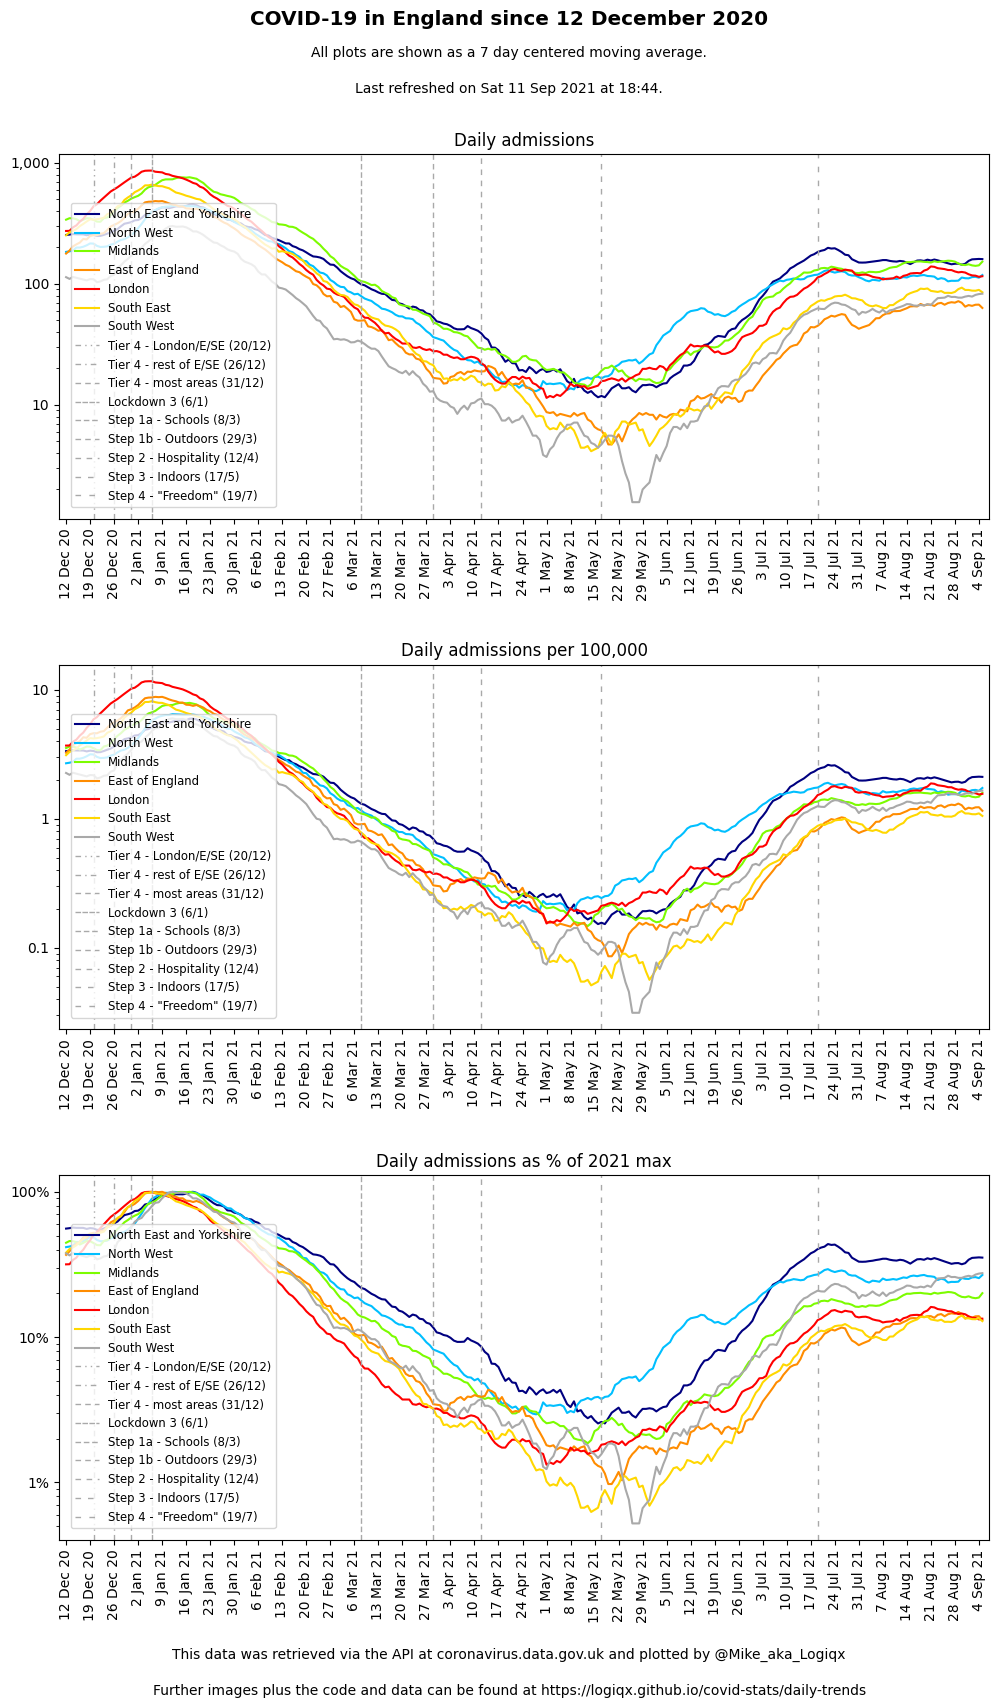 COVID-19 in England since 12 December 2020
All plots are shown as a 7 day centered moving average.
Last refreshed on Sat 11 Sep 2021 at 18:44.
Daily admissions
1,000
100
10
North East and Yorkshire
North West
Midlands
East of England
London
South East
South West
Tier 4 - London/E/SE (20/12)
Tier 4 - rest of E/SE (26/12)
Tier 4 - most areas (31/12)
Lockdown 3 (6/1)
Step 1a - Schools (8/3)
Step 1b - Outdoors (29/3)
Step 2 - Hospitality (12/4)
Step 3 - Indoors (17/5)
Step 4 - "Freedom" (19/7)
12 Dec 20
19 Dec 20
26 Dec 20
2 Jan 21
9 Jan 21
16 Jan 21
23 Jan 21
30 Jan 21
6 Feb 21
13 Feb 21
20 Feb 21
27 Feb 21
6 Mar 21
13 Mar 21
20 Mar 21
27 Mar 21
3 Apr 21
10 Apr 21
17 Apr 21
24 Apr 21
1 May 21
8 May 21
15 May 21
22 May 21
29 May 21
5 Jun 21
12 Jun 21
19 Jun 21
26 Jun 21
3 Jul 21
10 Jul 21
17 Jul 21
24 Jul 21
31 Jul 21
7 Aug 21
14 Aug 21
21 Aug 21
28 Aug 21
4 Sep 21
Daily admissions per 100,000
10
1
0.1
North East and Yorkshire
North West
Midlands
East of England
London
South East
South West
Tier 4 - London/E/SE (20/12)
Tier 4 - rest of E/SE (26/12)
Tier 4 - most areas (31/12)
Lockdown 3 (6/1)
Step 1a - Schools (8/3)
Step 1b - Outdoors (29/3)
Step 2 - Hospitality (12/4)
Step 3 - Indoors (17/5)
Step 4 - "Freedom" (19/7)
12 Dec 20
19 Dec 20
26 Dec 20
2 Jan 21
9 Jan 21
16 Jan 21
23 Jan 21
30 Jan 21
6 Feb 21
13 Feb 21
20 Feb 21
27 Feb 21
6 Mar 21
13 Mar 21
20 Mar 21
27 Mar 21
3 Apr 21
10 Apr 21
17 Apr 21
24 Apr 21
1 May 21
8 May 21
15 May 21
22 May 21
29 May 21
5 Jun 21
12 Jun 21
19 Jun 21
26 Jun 21
3 Jul 21
10 Jul 21
17 Jul 21
24 Jul 21
31 Jul 21
7 Aug 21
14 Aug 21
21 Aug 21
28 Aug 21
4 Sep 21
Daily admissions as % of 2021 max
100%
10%
1%
North East and Yorkshire
North West
Midlands
East of England
London
South East
South West
Tier 4 - London/E/SE (20/12)
Tier 4 - rest of E/SE (26/12)
Tier 4 - most areas (31/12)
Lockdown 3 (6/1)
Step 1a - Schools (8/3)
Step 1b - Outdoors (29/3)
Step 2 - Hospitality (12/4)
Step 3 - Indoors (17/5)
Step 4 - "Freedom" (19/7)
12 Dec 20
19 Dec 20
26 Dec 20
2 Jan 21
9 Jan 21
16 Jan 21
23 Jan 21
30 Jan 21
6 Feb 21
13 Feb 21
20 Feb 21
27 Feb 21
6 Mar 21
13 Mar 21
20 Mar 21
27 Mar 21
3 Apr 21
10 Apr 21
17 Apr 21
24 Apr 21
1 May 21
8 May 21
15 May 21
22 May 21
29 May 21
5 Jun 21
12 Jun 21
19 Jun 21
26 Jun 21
3 Jul 21
10 Jul 21
17 Jul 21
24 Jul 21
31 Jul 21
7 Aug 21
14 Aug 21
21 Aug 21
28 Aug 21
4 Sep 21
This data was retrieved via the API at coronavirus.data.gov.uk and plotted by @Mike_aka_Logiqx
Further images plus the code and data can be found at https://logiqx.github.io/covid-stats/daily-trends